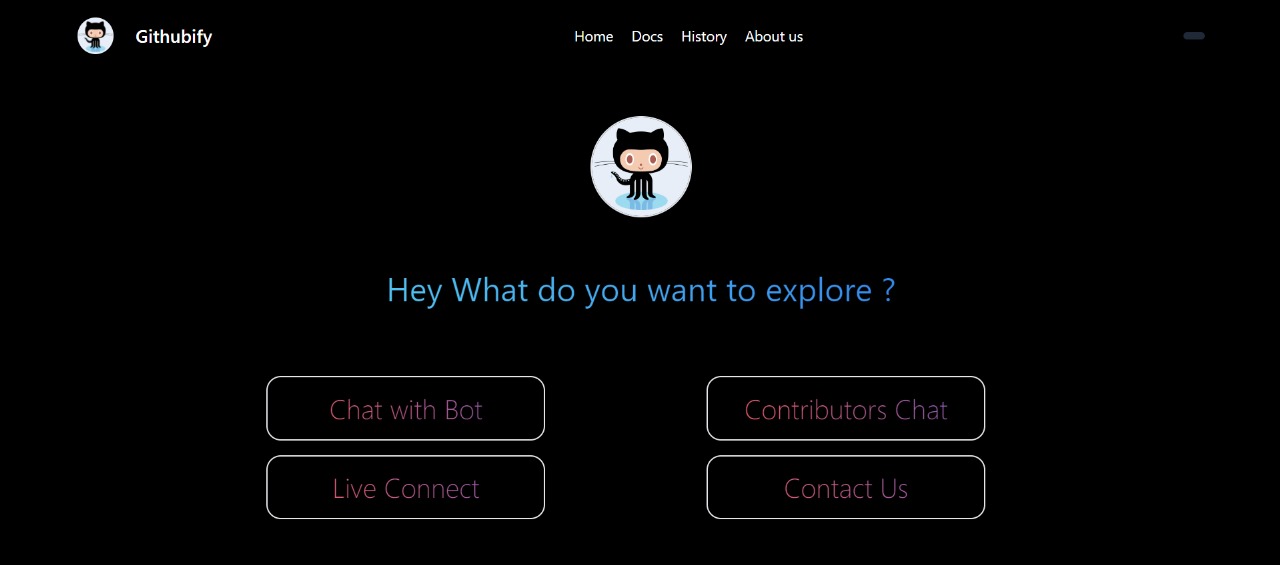 Githubify
Home Docs History About us
Hey What do you want to explore ?
Chat with Bot
Contributors Chat
Live Connect
Contact Us